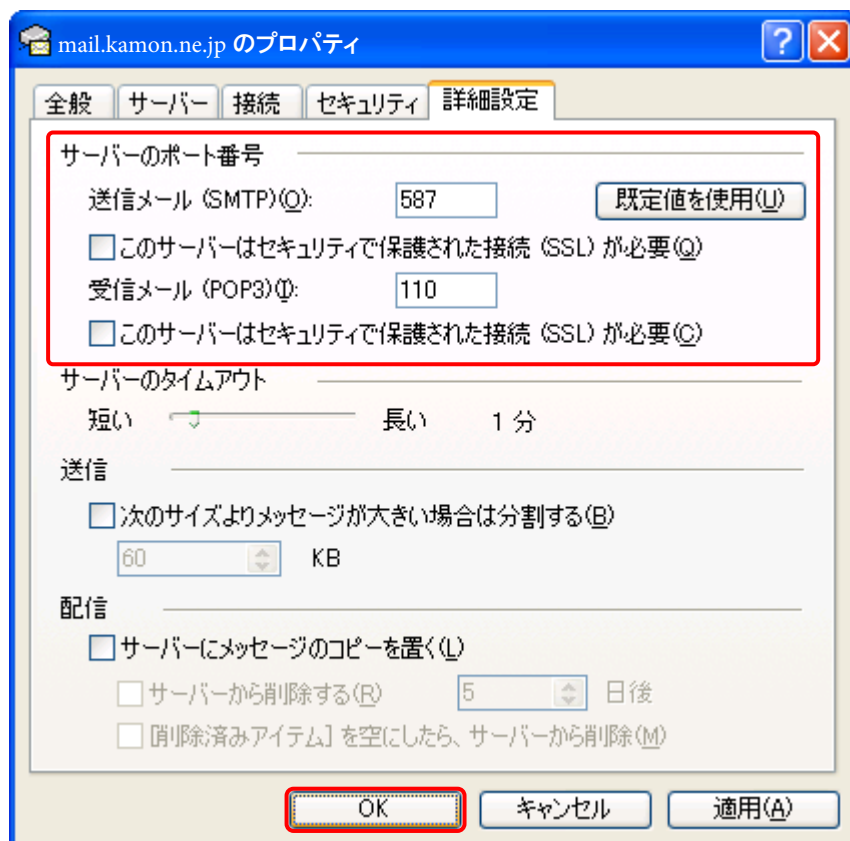 mail.kamon.ne.jp のプロパティ
全般 サーバー 接続 セキュリティ 詳細設定
サーバーのポート番号
送信メール (SMTP)(O): 587 既定値を使用(U)
このサーバーはセキュリティで保護された接続 (SSL) が必要(Q)
受信メール (POP3)(I): 110
このサーバーはセキュリティで保護された接続 (SSL) が必要(C)
サーバーのタイムアウト
短い 長い 1 分
送信
次のサイズよりメッセージが大きい場合は分割する(B)
60 KB
配信
サーバーにメッセージのコピーを置く(L)
サーバーから削除する(R) 5 日後
[削除済みアイテム] を空にしたら、サーバーから削除(M)
OK キャンセル 適用(A)